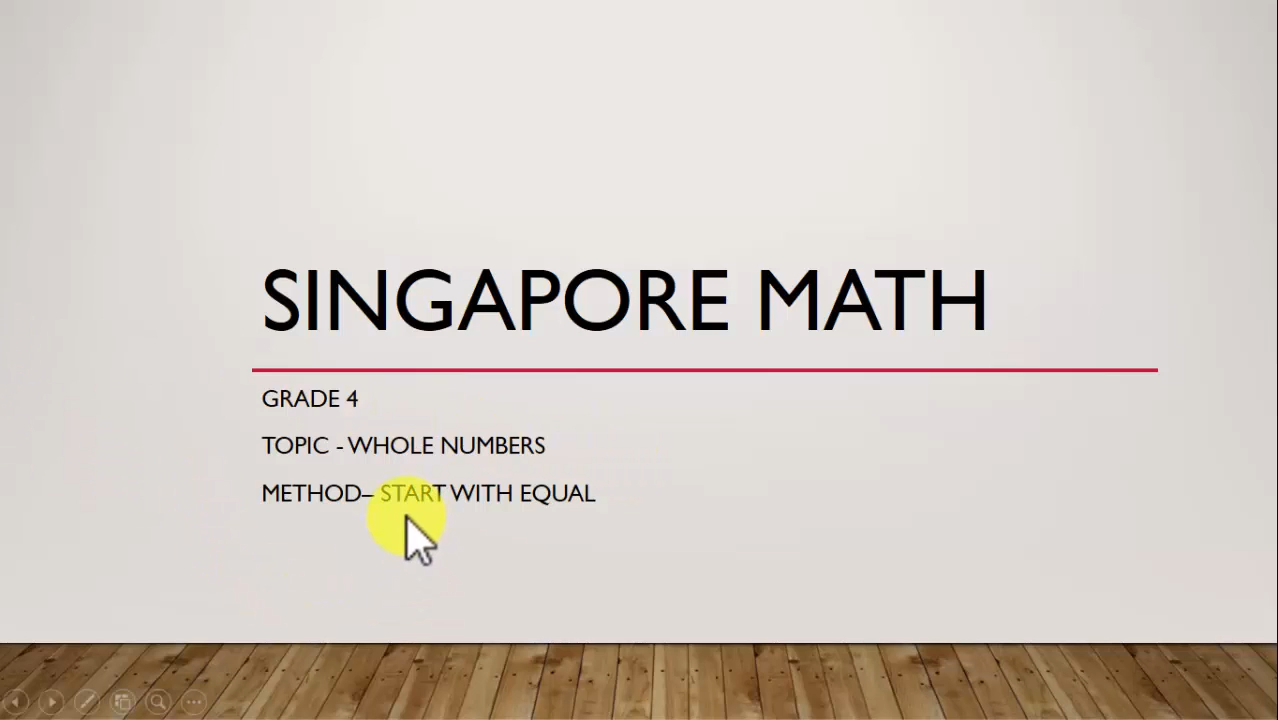 SINGAPORE MATH
GRADE 4
TOPIC - WHOLE NUMBERS
METHOD– START WITH EQUAL